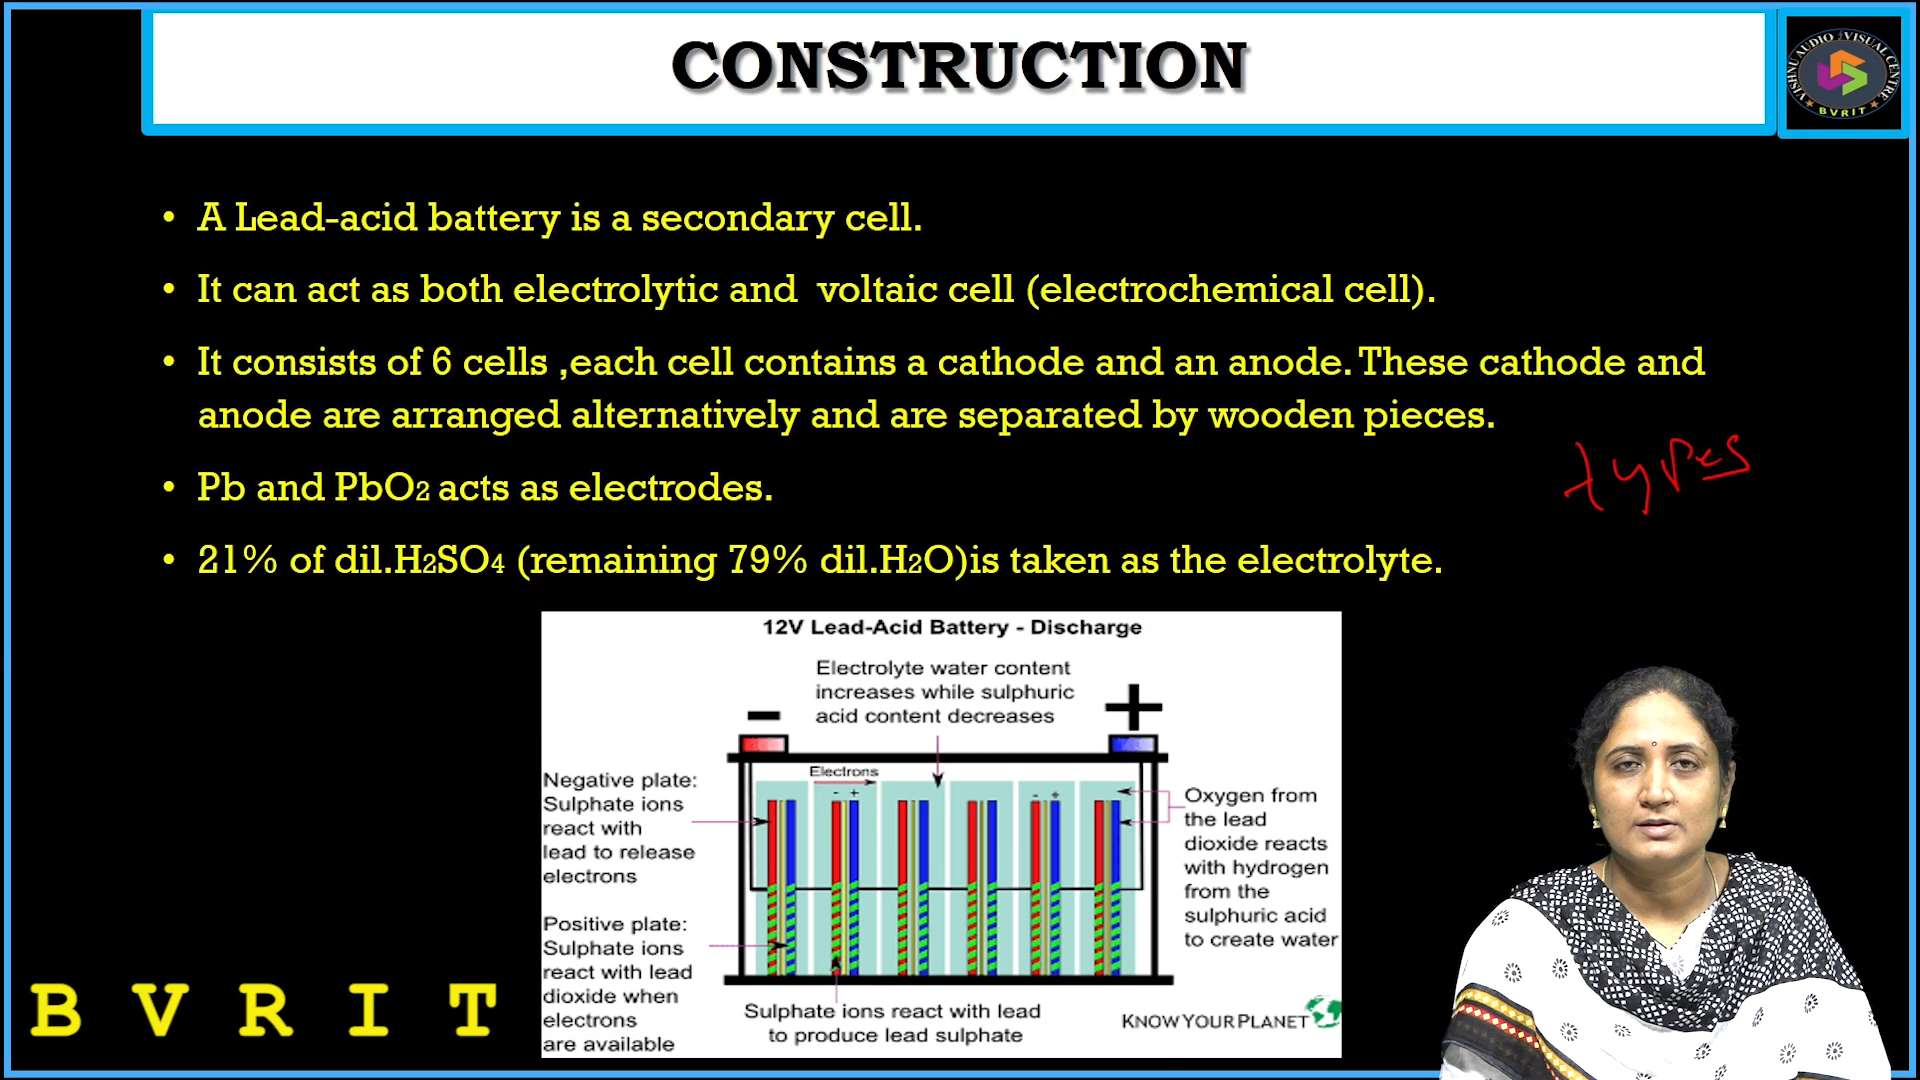 CONSTRUCTION
VISHNU AUDIO VISUAL CENTRE
BVRIT
• A Lead-acid battery is a secondary cell.
• It can act as both electrolytic and voltaic cell (electrochemical cell).
• It consists of 6 cells ,each cell contains a cathode and an anode. These cathode and
anode are arranged alternatively and are separated by wooden pieces.
types
• Pb and PbO2 acts as electrodes.
• 21% of dil.H2SO4 (remaining 79% dil.H2O)is taken as the electrolyte.
12V Lead-Acid Battery - Discharge
Electrolyte water content
increases while sulphuric
acid content decreases
- +
Electrons
- +
- +
Negative plate:
Sulphate ions
react with
lead to release
electrons
Positive plate:
Sulphate ions
react with lead
dioxide when
electrons
are available
Oxygen from
the lead
dioxide reacts
with hydrogen
from the
sulphuric acid
to create water
Sulphate ions react with lead
to produce lead sulphate
KNOWYOURPLANET
B V R I T